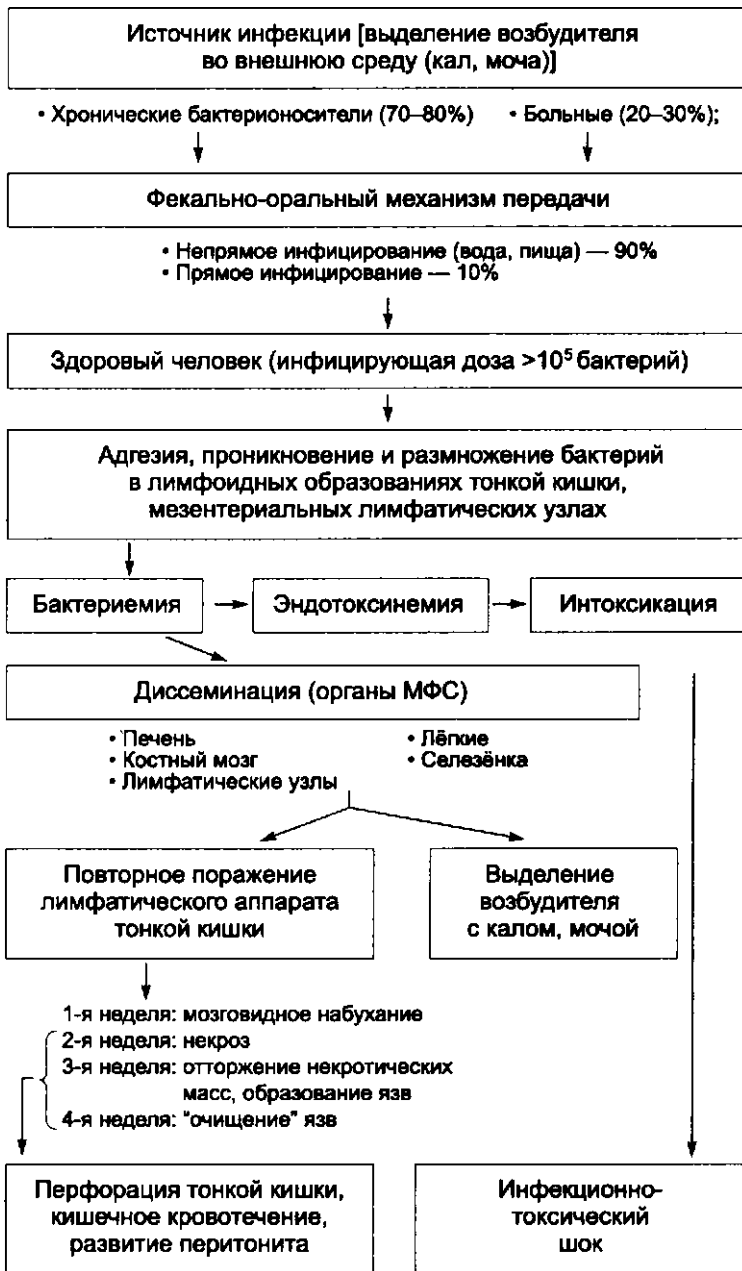 Источник инфекции [выделение возбудителя
во внешнюю среду (кал, моча)]
• Хронические бактерионосители (70–80%) • Больные (20–30%);
Фекально-оральный механизм передачи
• Непрямое инфицирование (вода, пища) — 90%
• Прямое инфицирование — 10%
Здоровый человек (инфицирующая доза >10⁵ бактерий)
Адгезия, проникновение и размножение бактерий
в лимфоидных образованиях тонкой кишки,
мезентериальных лимфатических узлах
Бактериемия Эндотоксинемия Интоксикация
Диссеминация (органы МФС)
• Печень • Лёгкие
• Костный мозг • Селезёнка
• Лимфатические узлы
Повторное поражение
лимфатического аппарата
тонкой кишки
Выделение
возбудителя
с калом, мочой
1-я неделя: мозговидное набухание
2-я неделя: некроз
3-я неделя: отторжение некротических
масс, образование язв
4-я неделя: "очищение" язв
Перфорация тонкой кишки,
кишечное кровотечение,
развитие перитонита
Инфекционно-
токсический
шок